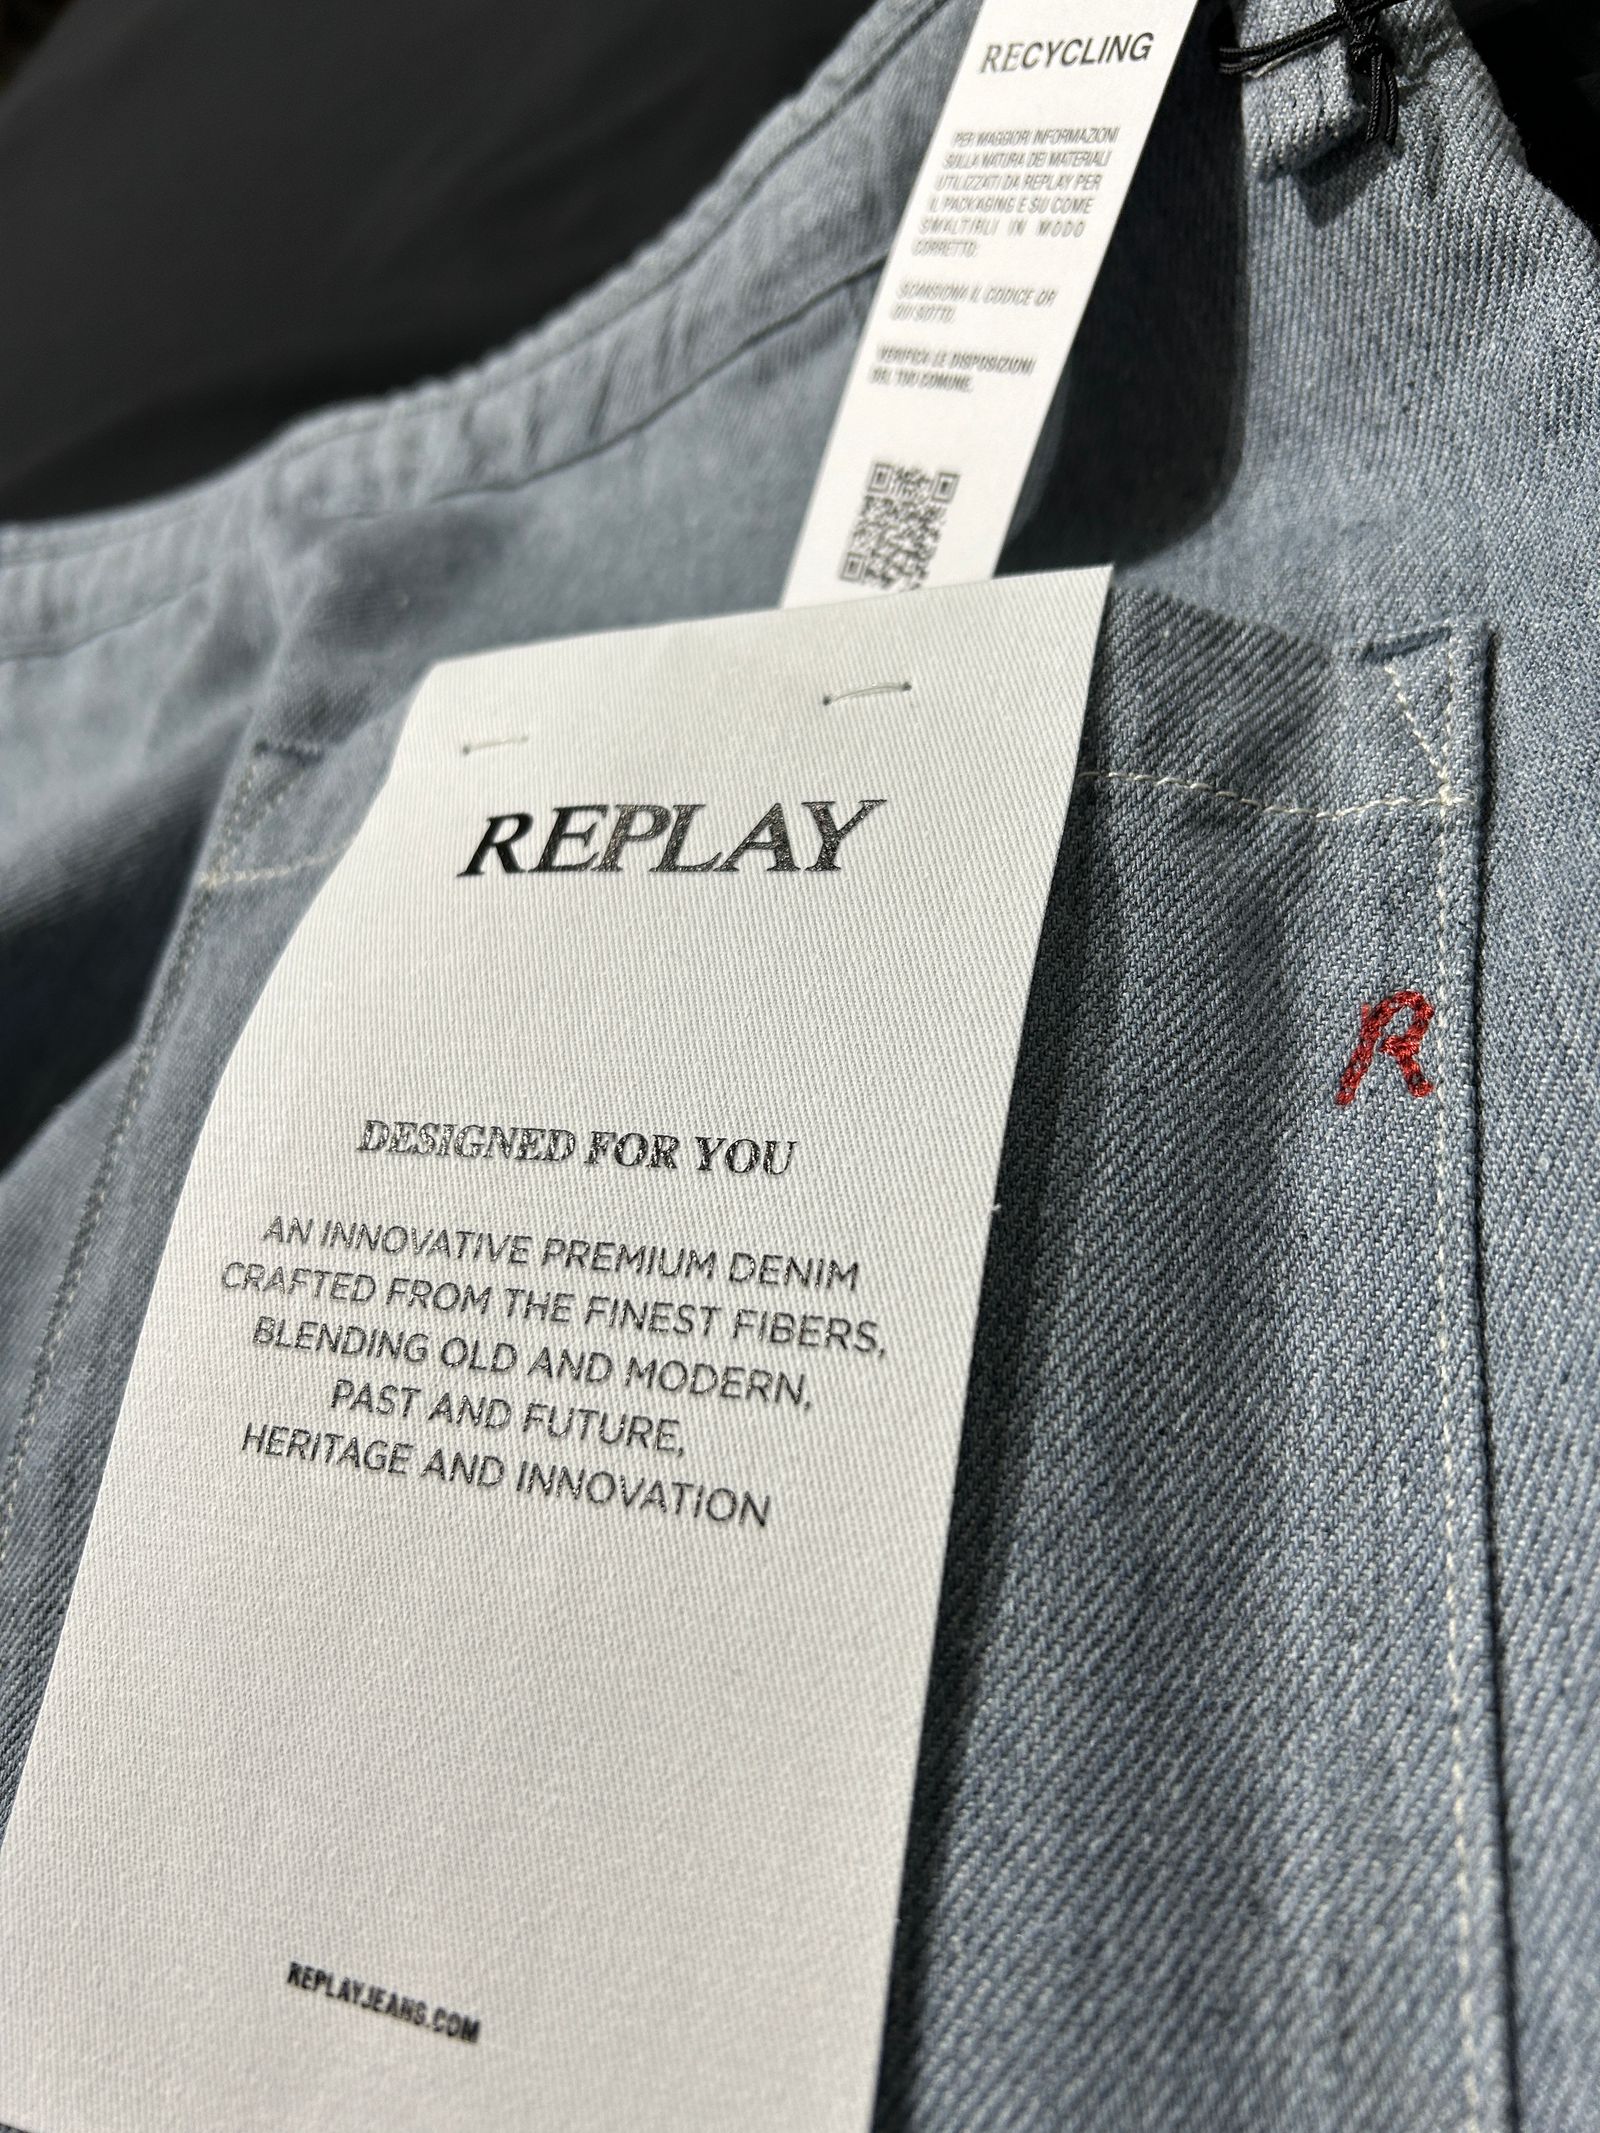 RECYCLING
PER MAGGIORI INFORMAZIONI
SULLA NATURA DEI MATERIALI
UTILIZZATI DA REPLAY PER
IL PACKAGING E SU COME
SMALTIRLI IN MODO
CORRETTO:
SCANSIONA IL CODICE QR
QUI SOTTO.
VERIFICA LE DISPOSIZIONI
DEL TUO COMUNE.
REPLAY
R
DESIGNED FOR YOU
AN INNOVATIVE PREMIUM DENIM
CRAFTED FROM THE FINEST FIBERS,
BLENDING OLD AND MODERN,
PAST AND FUTURE,
HERITAGE AND INNOVATION
REPLAYJEANS.COM